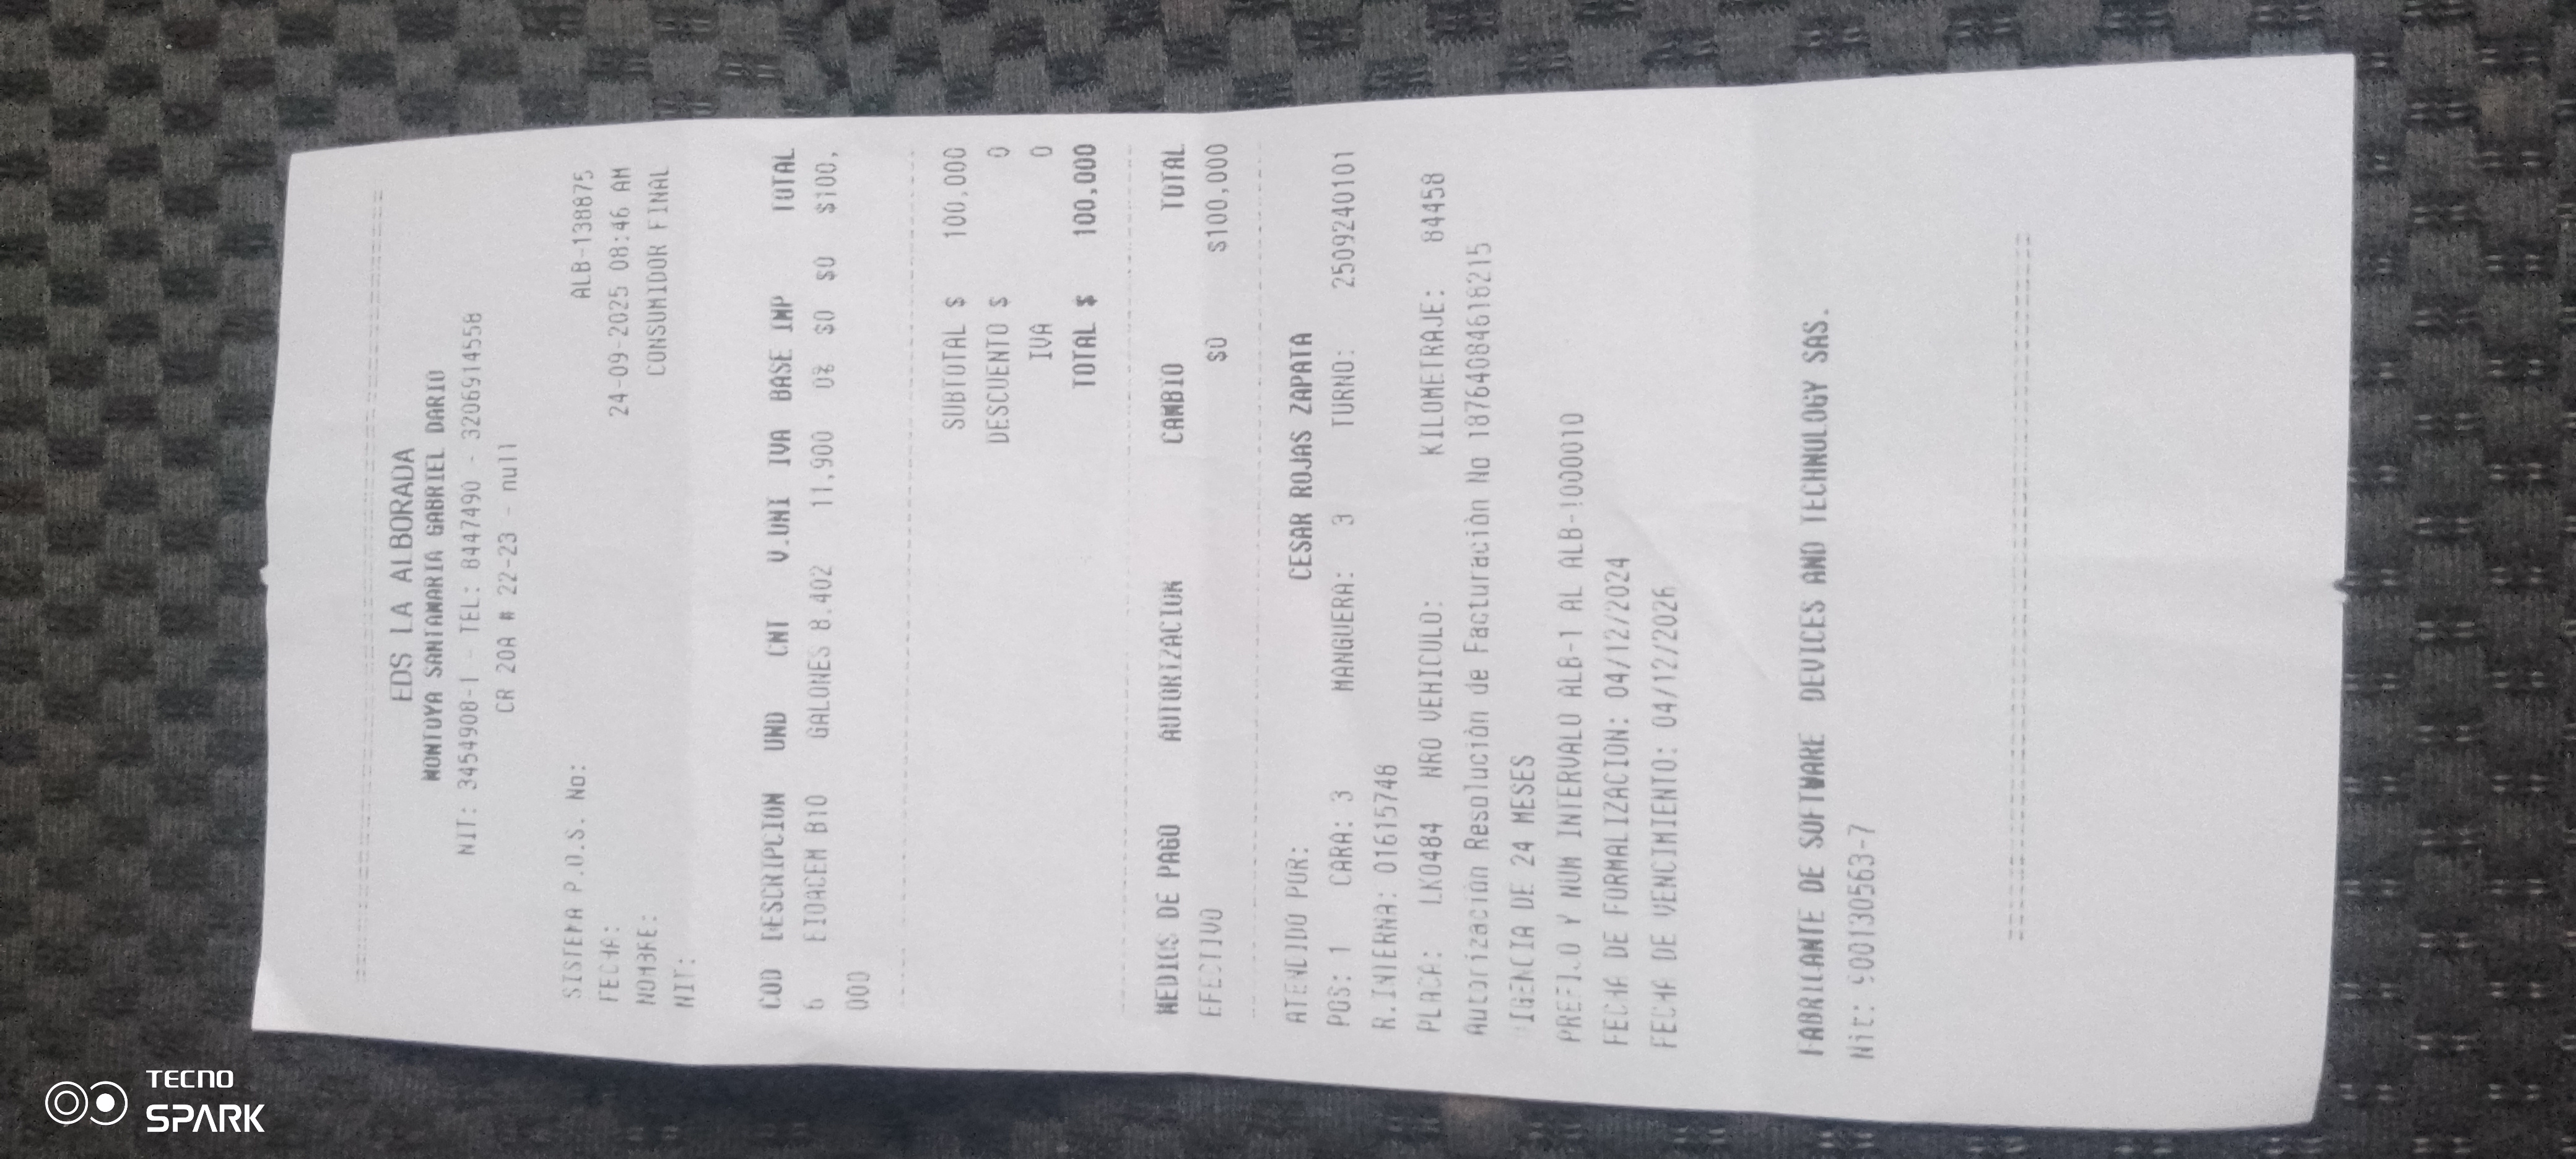 EDS LA ALBORADA
MONTOYA SANTAMARIA GABRIEL DARIO
NIT: 3454908-1 - TEL: 8447490 - 3206914558
CR 20A # 22-23 - null
SISTEMA P.O.S. No: ALB-138875
FECHA: 24-09-2025 08:46 AM
NOMBRE: CONSUMIDOR FINAL
NIT:
COD DESCRIPCION UND CNT V.UNI IVA BASE IMP TOTAL
6 BIOACEM B10 GALONES 8.402 11,900 0% $0 $0 $100,
000
SUBTOTAL $ 100,000
DESCUENTO $ 0
IVA 0
TOTAL $ 100,000
MEDIOS DE PAGO AUTORIZACION CAMBIO TOTAL
EFECTIVO $0 $100,000
ATENDIDO POR: CESAR ROJAS ZAPATA
POS: 1 CARA: 3 MANGUERA: 3 TURNO: 2509240101
R.INTERNA: 01615748
PLACA: LKO484 NRO VEHICULO: KILOMETRAJE: 84458
Autorizaciòn Resoluciòn de Facturaciòn No 18764084618215
VIGENCIA DE 24 MESES
PREFIJO Y NUM INTERVALO ALB-1 AL ALB-1000010
FECHA DE FORMALIZACION: 04/12/2024
FECHA DE VENCIMIENTO: 04/12/2026
FABRICANTE DE SOFTWARE DEVICES AND TECHNOLOGY SAS.
Nit: 900130563-7
TECNO
SPARK